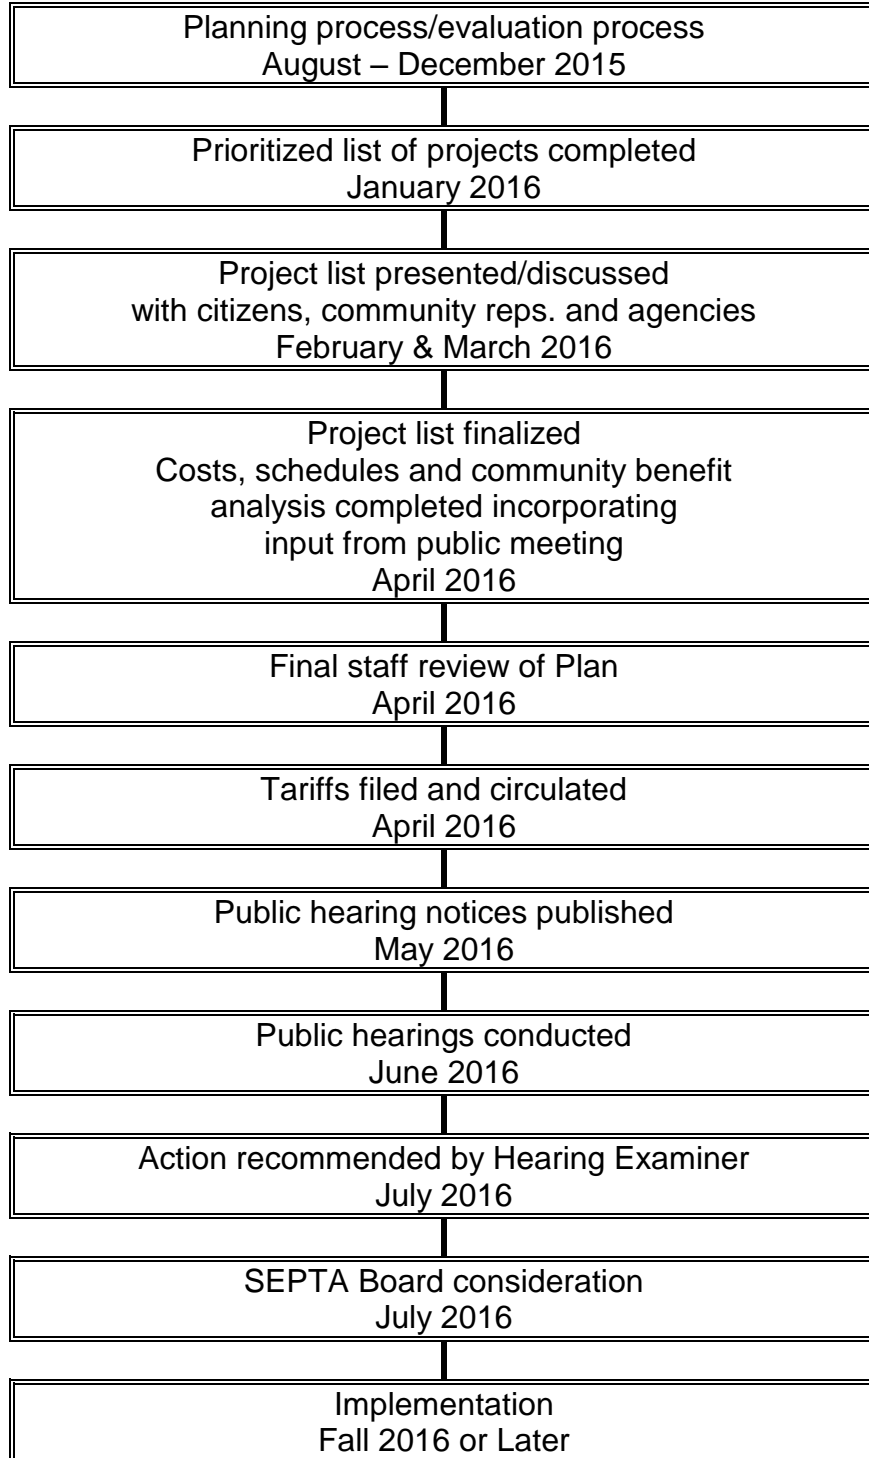 Planning process/evaluation process
August – December 2015
Prioritized list of projects completed
January 2016
Project list presented/discussed
with citizens, community reps. and agencies
February & March 2016
Project list finalized
Costs, schedules and community benefit
analysis completed incorporating
input from public meeting
April 2016
Final staff review of Plan
April 2016
Tariffs filed and circulated
April 2016
Public hearing notices published
May 2016
Public hearings conducted
June 2016
Action recommended by Hearing Examiner
July 2016
SEPTA Board consideration
July 2016
Implementation
Fall 2016 or Later